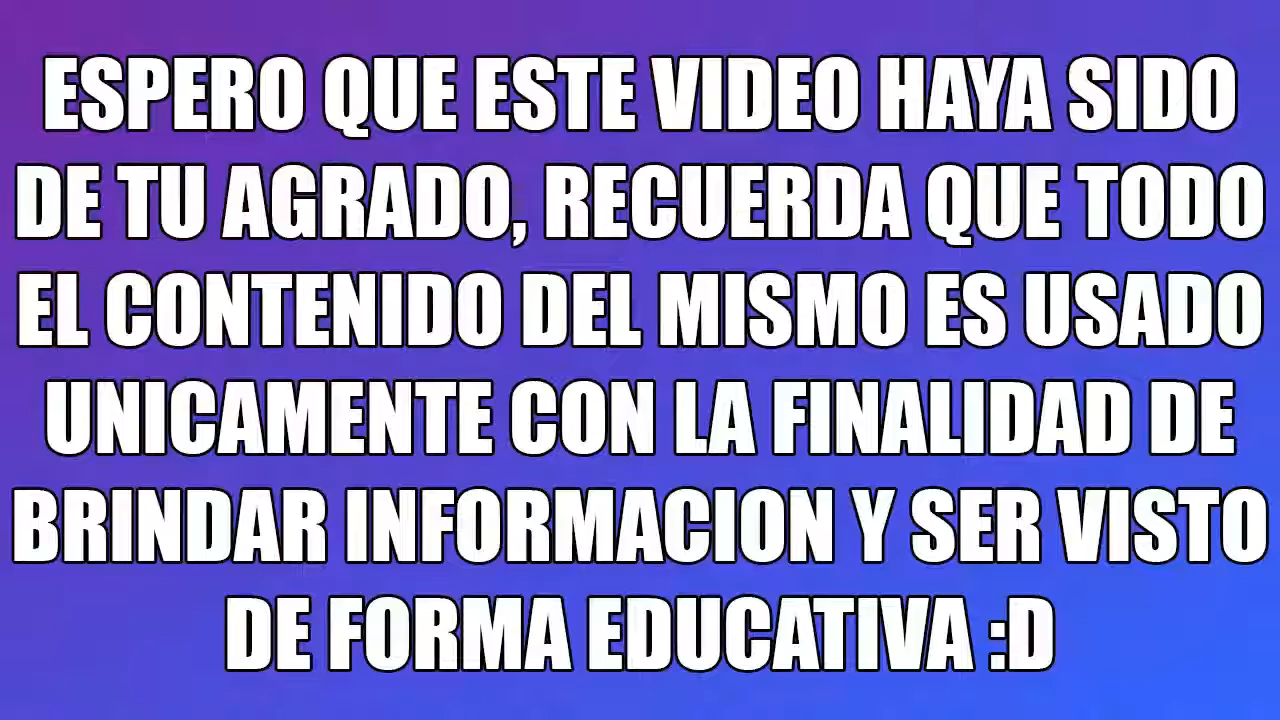 ESPERO QUE ESTE VIDEO HAYA SIDO
DE TU AGRADO, RECUERDA QUE TODO
EL CONTENIDO DEL MISMO ES USADO
UNICAMENTE CON LA FINALIDAD DE
BRINDAR INFORMACION Y SER VISTO
DE FORMA EDUCATIVA :D